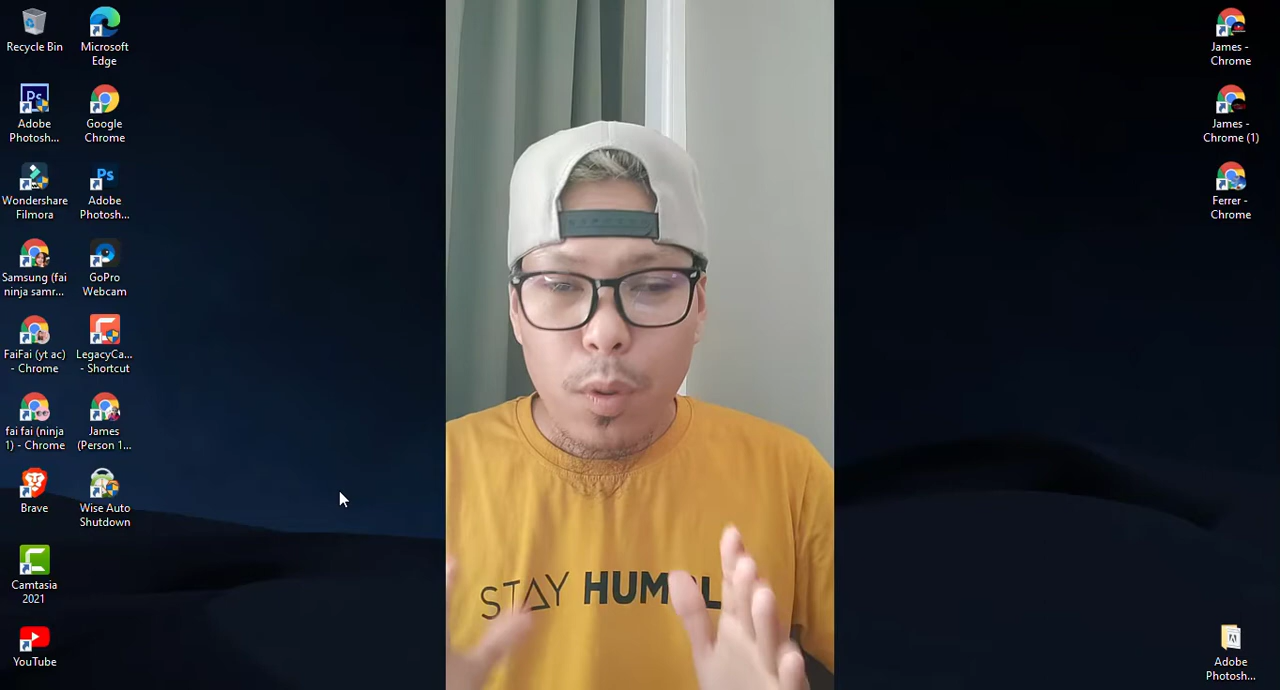 Recycle Bin
Microsoft
Edge
Adobe
Photosh...
Google
Chrome
Wondershare
Filmora
Ps
Adobe
Photosh...
Samsung (fai
ninja samr...
GoPro
Webcam
FaiFai (yt ac)
- Chrome
LegacyCa...
- Shortcut
fai fai (ninja
1) - Chrome
James
(Person 1...
Brave
Wise Auto
Shutdown
Camtasia
2021
YouTube
STAY HUMBL
James -
Chrome
James -
Chrome (1)
Ferrer -
Chrome
Adobe
Photosh...